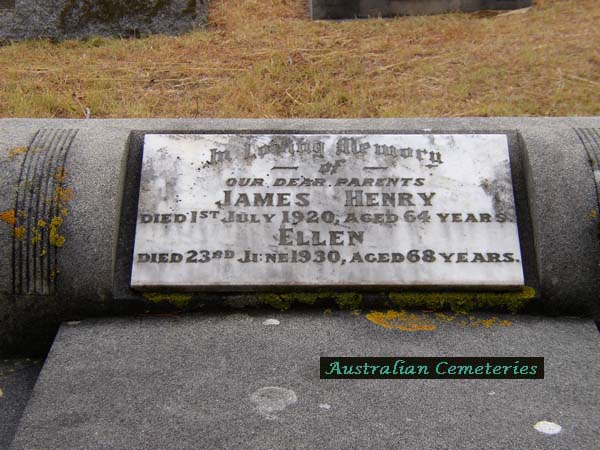 In Loving Memory
— of —
OUR DEAR PARENTS
JAMES HENRY
DIED 1ST JULY 1920, AGED 64 YEARS.
ELLEN
DIED 23RD JUNE 1930, AGED 68 YEARS.
Australian Cemeteries